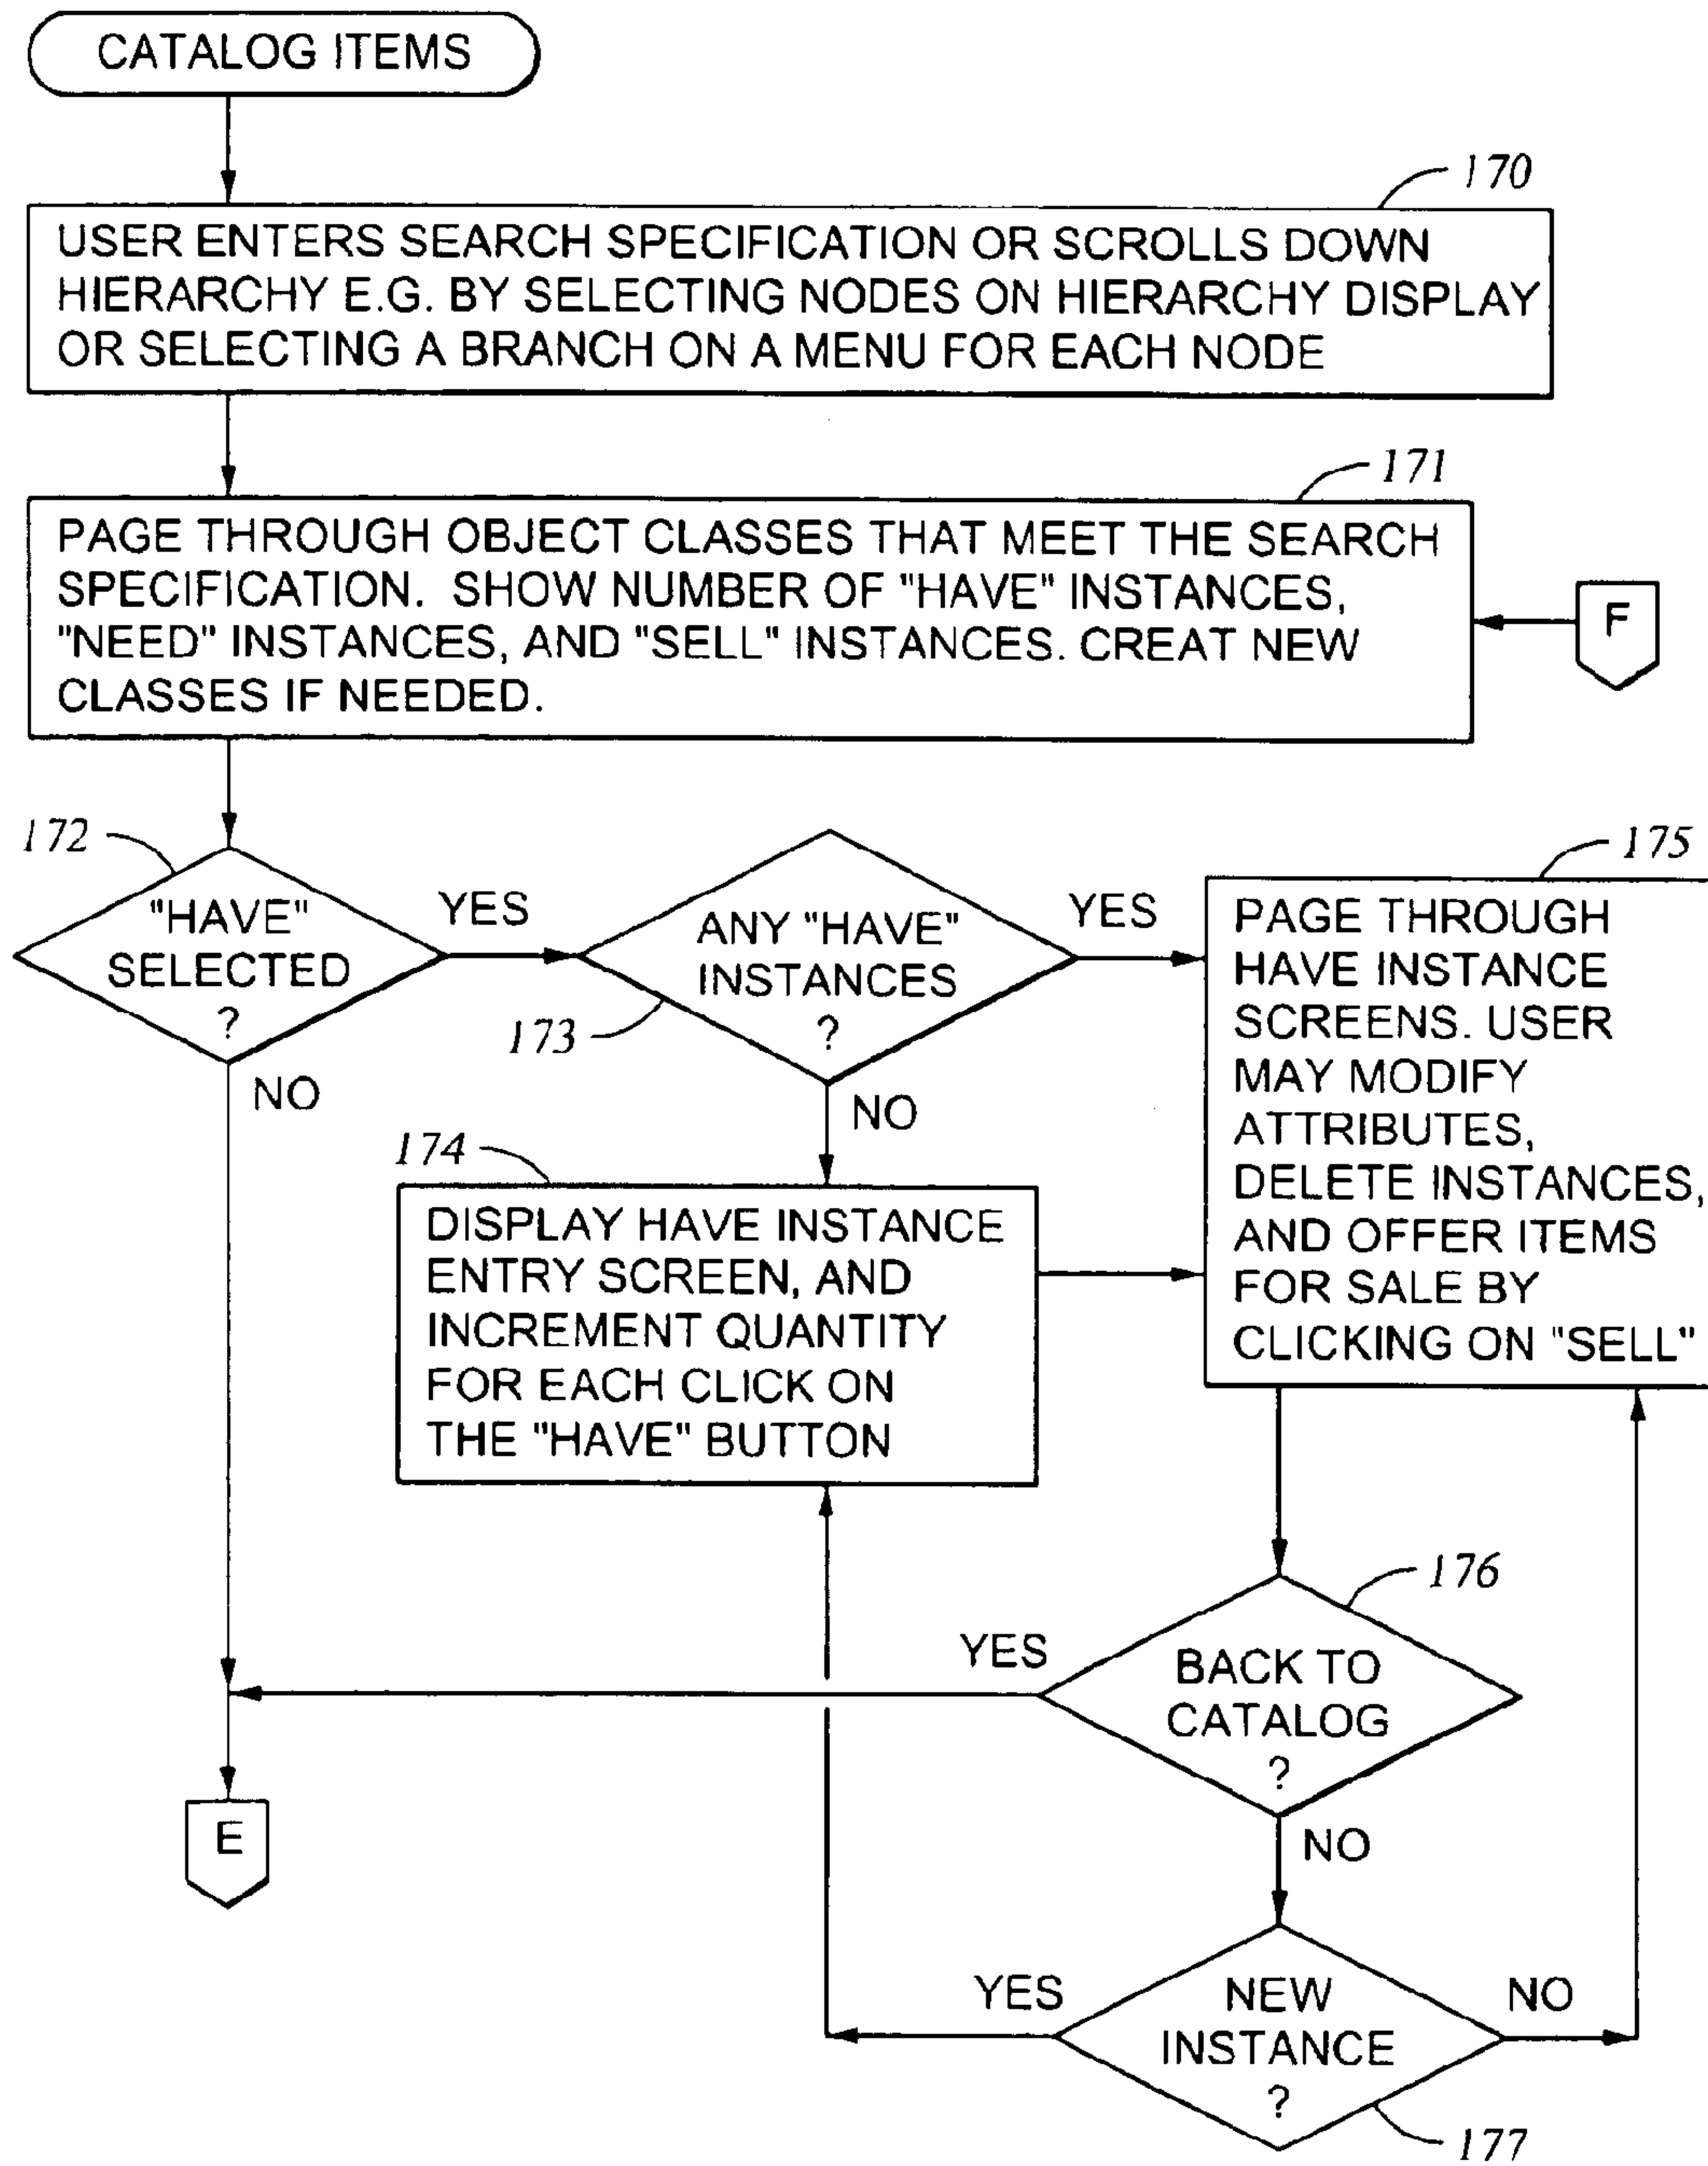 CATALOG ITEMS
170
USER ENTERS SEARCH SPECIFICATION OR SCROLLS DOWN
HIERARCHY E.G. BY SELECTING NODES ON HIERARCHY DISPLAY
OR SELECTING A BRANCH ON A MENU FOR EACH NODE
171
PAGE THROUGH OBJECT CLASSES THAT MEET THE SEARCH
SPECIFICATION. SHOW NUMBER OF "HAVE" INSTANCES,
"NEED" INSTANCES, AND "SELL" INSTANCES. CREAT NEW
CLASSES IF NEEDED.
F
172
"HAVE"
SELECTED
?
YES
NO
173
ANY "HAVE"
INSTANCES
?
YES
NO
174
DISPLAY HAVE INSTANCE
ENTRY SCREEN, AND
INCREMENT QUANTITY
FOR EACH CLICK ON
THE "HAVE" BUTTON
175
PAGE THROUGH
HAVE INSTANCE
SCREENS. USER
MAY MODIFY
ATTRIBUTES,
DELETE INSTANCES,
AND OFFER ITEMS
FOR SALE BY
CLICKING ON "SELL"
176
BACK TO
CATALOG
?
YES
NO
E
177
NEW
INSTANCE
?
YES
NO